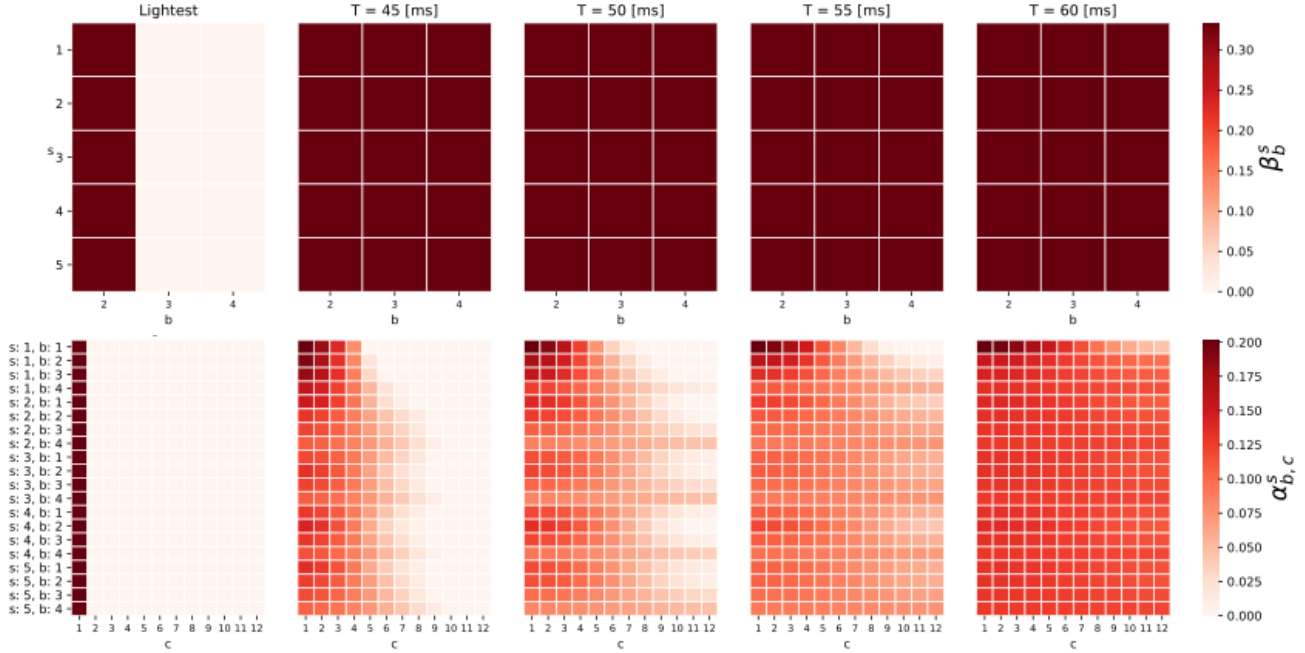 Lightest T = 45 [ms] T = 50 [ms] T = 55 [ms] T = 60 [ms]
1
2
s 3
4
5
2 3 4 2 3 4 2 3 4 2 3 4 2 3 4
b b b b b
0.30
0.25
0.20
0.15
0.10
0.05
0.00
β_b^s
s: 1, b: 1
s: 1, b: 2
s: 1, b: 3
s: 1, b: 4
s: 2, b: 1
s: 2, b: 2
s: 2, b: 3
s: 2, b: 4
s: 3, b: 1
s: 3, b: 2
s: 3, b: 3
s: 3, b: 4
s: 4, b: 1
s: 4, b: 2
s: 4, b: 3
s: 4, b: 4
s: 5, b: 1
s: 5, b: 2
s: 5, b: 3
s: 5, b: 4
1 2 3 4 5 6 7 8 9 10 11 12 1 2 3 4 5 6 7 8 9 10 11 12 1 2 3 4 5 6 7 8 9 10 11 12 1 2 3 4 5 6 7 8 9 10 11 12 1 2 3 4 5 6 7 8 9 10 11 12
c c c c c
0.200
0.175
0.150
0.125
0.100
0.075
0.050
0.025
0.000
α_{b,c}^s